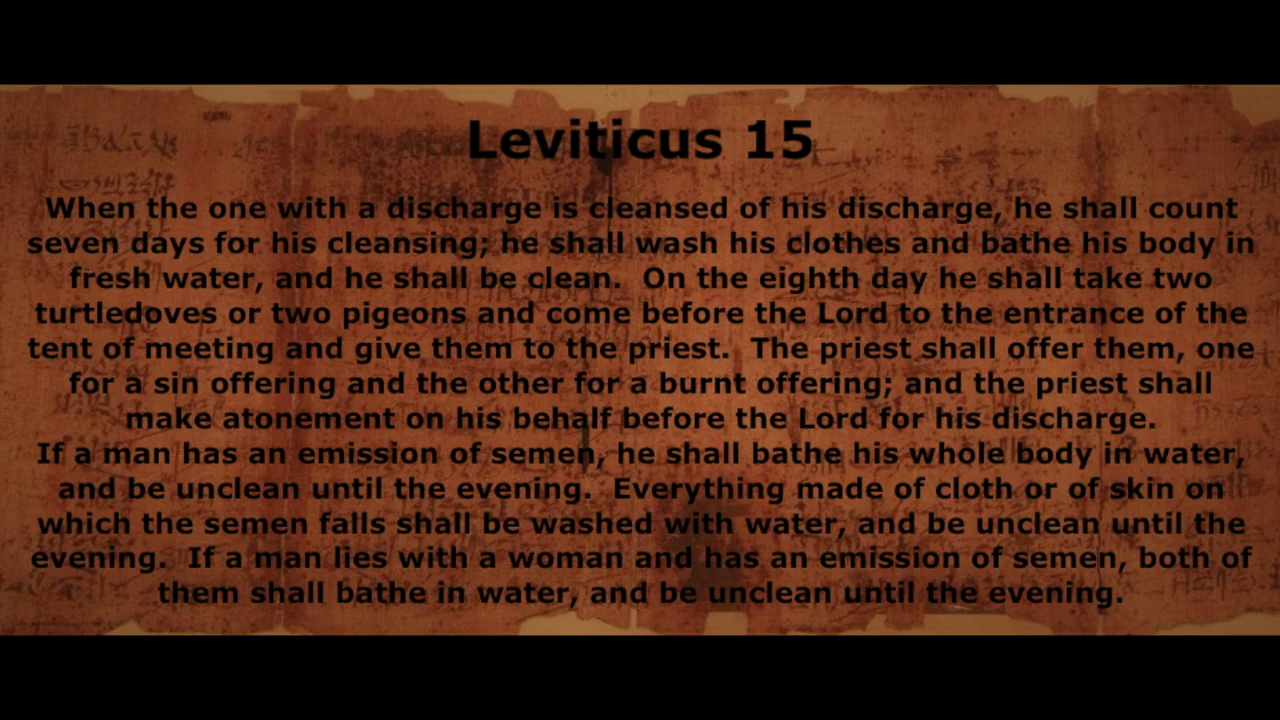 Leviticus 15
When the one with a discharge is cleansed of his discharge, he shall count
seven days for his cleansing; he shall wash his clothes and bathe his body in
fresh water, and he shall be clean.  On the eighth day he shall take two
turtledoves or two pigeons and come before the Lord to the entrance of the
tent of meeting and give them to the priest.  The priest shall offer them, one
for a sin offering and the other for a burnt offering; and the priest shall
make atonement on his behalf before the Lord for his discharge.
If a man has an emission of semen, he shall bathe his whole body in water,
and be unclean until the evening.  Everything made of cloth or of skin on
which the semen falls shall be washed with water, and be unclean until the
evening.  If a man lies with a woman and has an emission of semen, both of
them shall bathe in water, and be unclean until the evening.